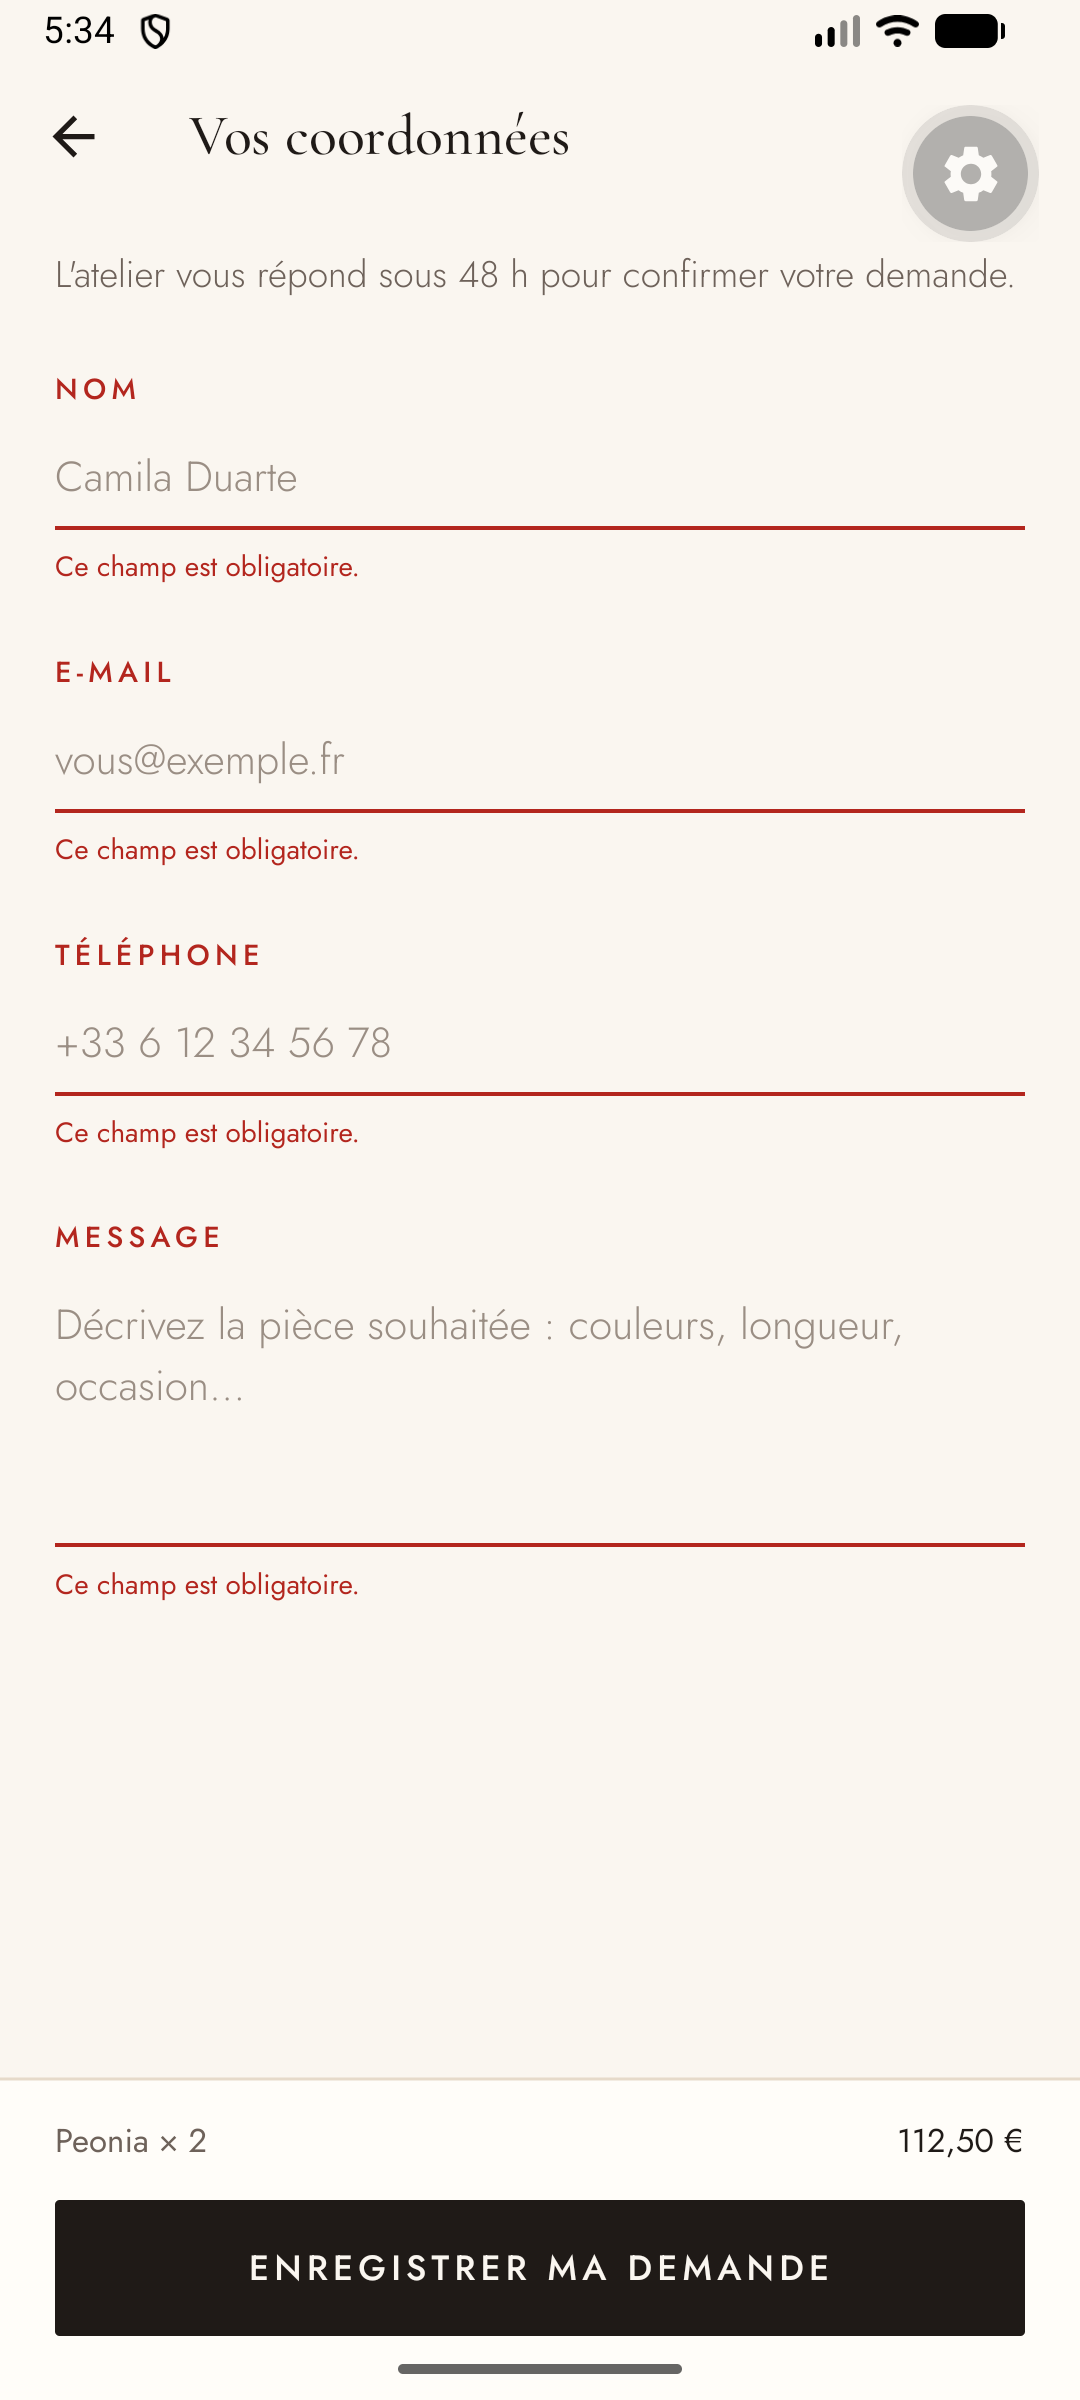 5:34
Vos coordonnées
L'atelier vous répond sous 48 h pour confirmer votre demande.
NOM
Camila Duarte
Ce champ est obligatoire.
E-MAIL
vous@exemple.fr
Ce champ est obligatoire.
TÉLÉPHONE
+33 6 12 34 56 78
Ce champ est obligatoire.
MESSAGE
Décrivez la pièce souhaitée : couleurs, longueur,
occasion…
Ce champ est obligatoire.
Peonia × 2 112,50 €
ENREGISTRER MA DEMANDE